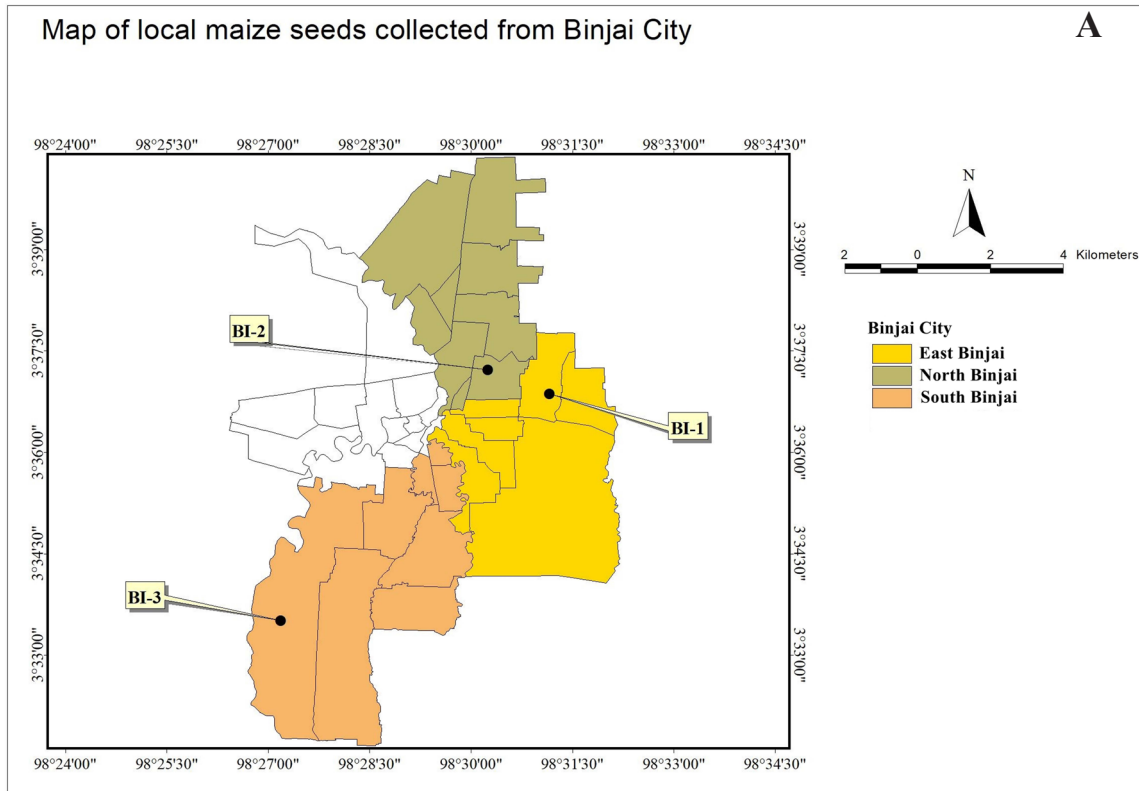 Map of local maize seeds collected from Binjai City
A
98°24'00" 98°25'30" 98°27'00" 98°28'30" 98°30'00" 98°31'30" 98°33'00" 98°34'30"
3°39'00"
3°37'30"
3°36'00"
3°34'30"
3°33'00"
BI-2
BI-1
BI-3
3°39'00"
3°37'30"
3°36'00"
3°34'30"
3°33'00"
98°24'00" 98°25'30" 98°27'00" 98°28'30" 98°30'00" 98°31'30" 98°33'00" 98°34'30"
N
2 0 2 4 Kilometers
Binjai City
East Binjai
North Binjai
South Binjai